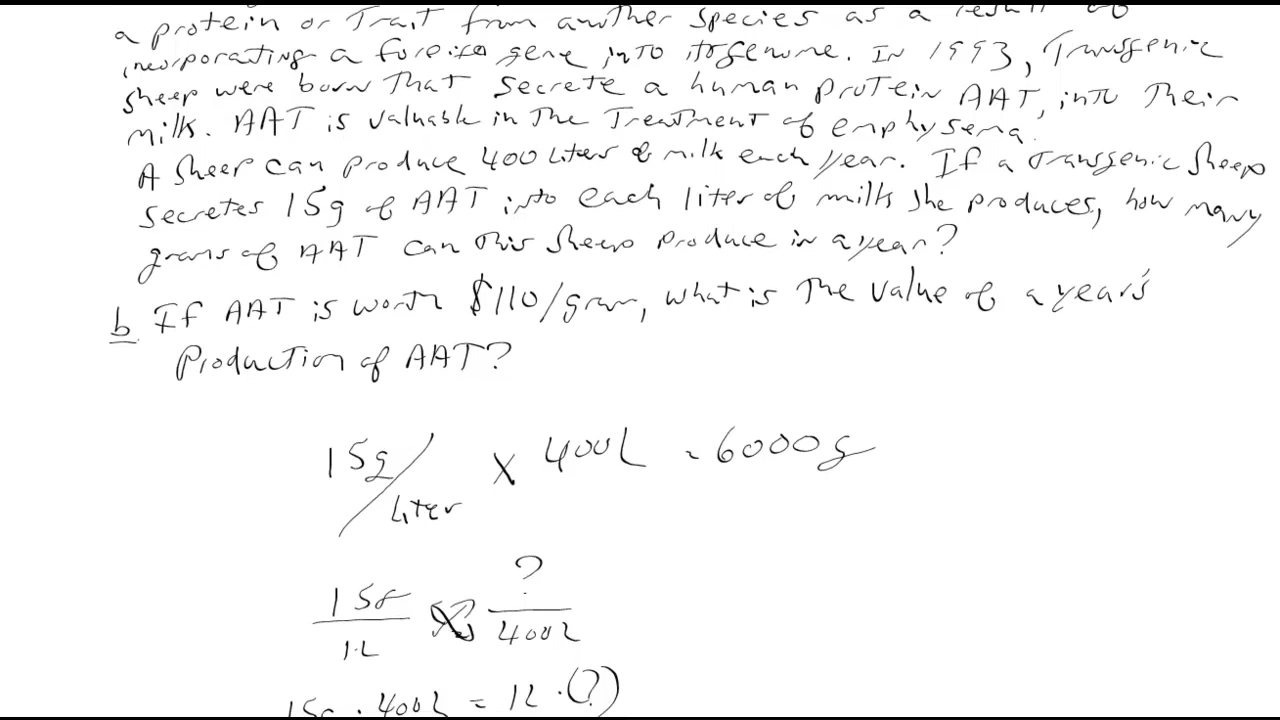 a protein or Trait from another species as a result of
incorporating a foreign gene into its genome. In 1993, Transgenic
sheep were born That secrete a human protein AAT, into Their
milk. AAT is valuable in The Treatment of emphysema.
A sheep can produce 400 Liters of milk each year. If a Transgenic Sheep
secretes 15g of AAT into each liter of milk she produces, how many
grams of AAT can this sheep produce in a year?
b. If AAT is worth $110/gram, what is The value of a year's
Production of AAT?
15g/Liter x 400L = 6000g
?
15g
1L 400L
15g · 400L = 1L · (?)